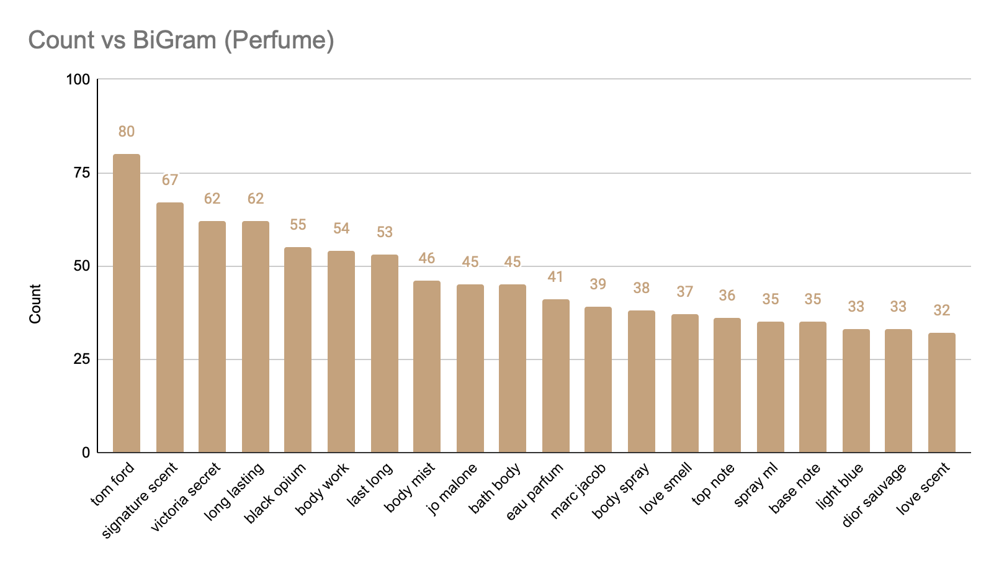 Count vs BiGram (Perfume)
100
75
50
25
0
Count
80
67
62
62
55
54
53
46
45
45
41
39
38
37
36
35
35
33
33
32
tom ford
signature scent
victoria secret
long lasting
black opium
body work
last long
body mist
jo malone
bath body
eau parfum
marc jacob
body spray
love smell
top note
spray ml
base note
light blue
dior sauvage
love scent